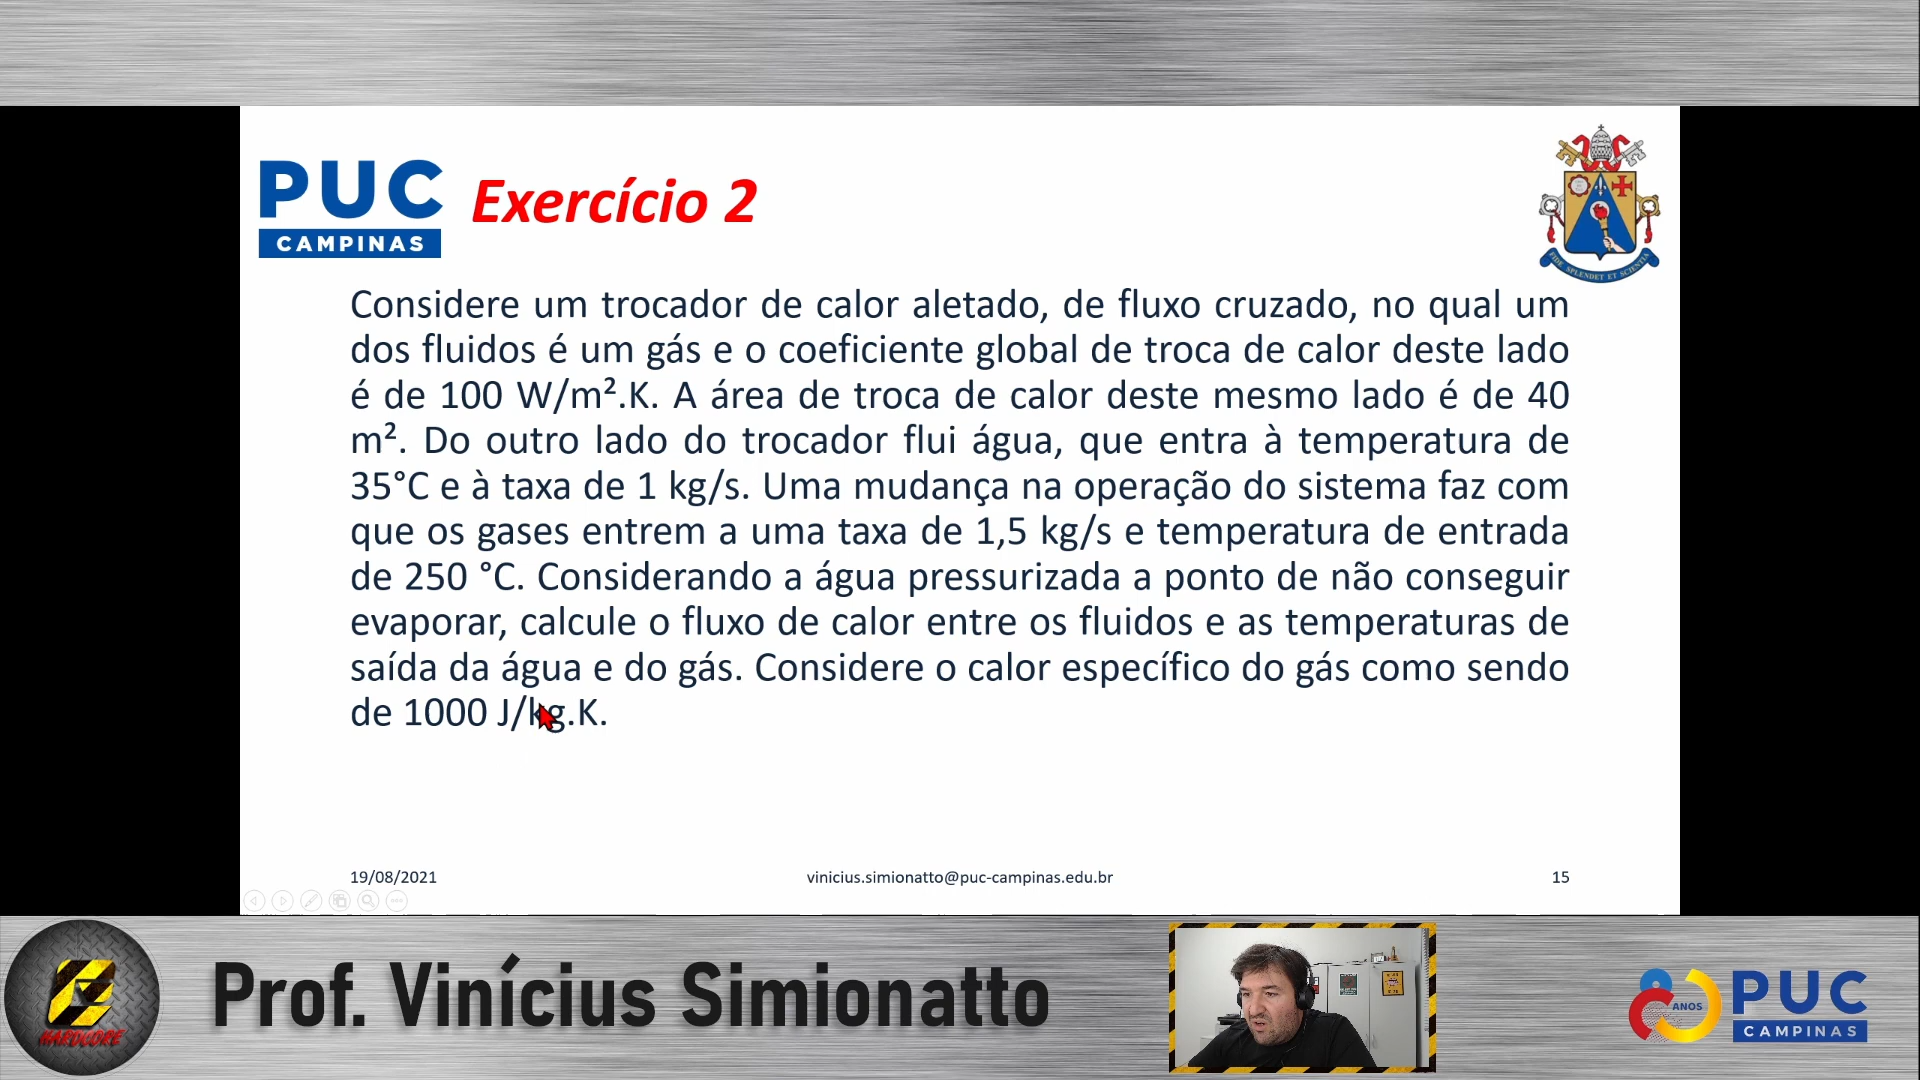 PUC
CAMPINAS
Exercício 2
FIDE SPLENDET ET SCIENTIA
Considere um trocador de calor aletado, de fluxo cruzado, no qual um
dos fluidos é um gás e o coeficiente global de troca de calor deste lado
é de 100 W/m².K. A área de troca de calor deste mesmo lado é de 40
m². Do outro lado do trocador flui água, que entra à temperatura de
35°C e à taxa de 1 kg/s. Uma mudança na operação do sistema faz com
que os gases entrem a uma taxa de 1,5 kg/s e temperatura de entrada
de 250 °C. Considerando a água pressurizada a ponto de não conseguir
evaporar, calcule o fluxo de calor entre os fluidos e as temperaturas de
saída da água e do gás. Considere o calor específico do gás como sendo
de 1000 J/kg.K.
19/08/2021
vinicius.simionatto@puc-campinas.edu.br
15
HARDCORE
Prof. Vinícius Simionatto
8 ANOS
PUC
CAMPINAS